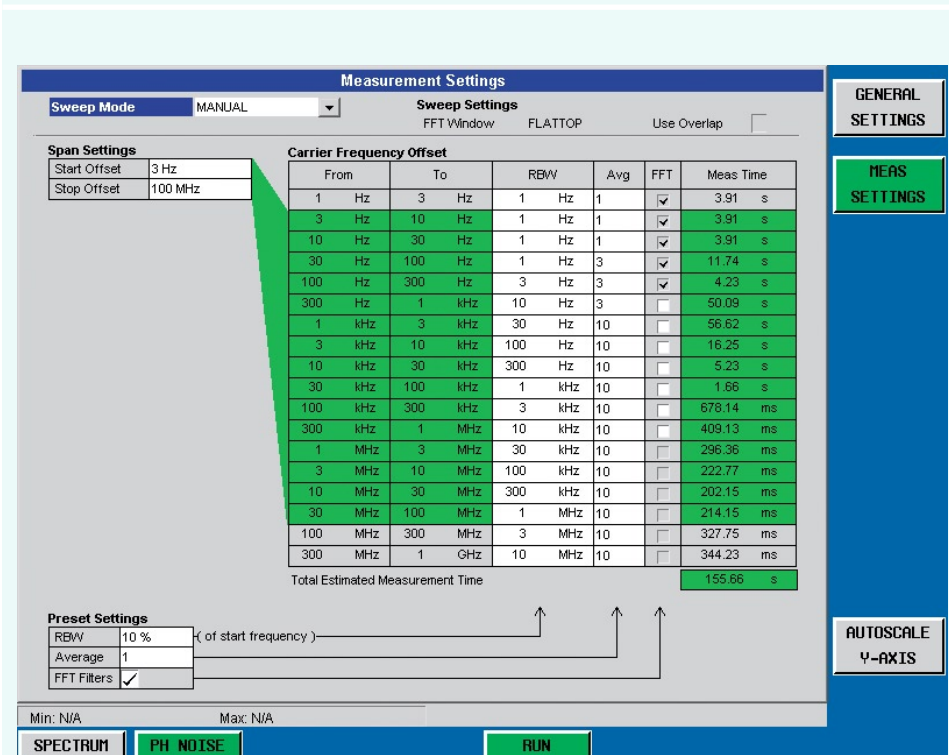 Measurement Settings
Sweep Mode MANUAL Sweep Settings
FFT Window FLATTOP Use Overlap
Span Settings
Start Offset 3 Hz
Stop Offset 100 MHz
Carrier Frequency Offset
From To RBW Avg FFT Meas Time
1 Hz 3 Hz 1 Hz 1 3.91 s
3 Hz 10 Hz 1 Hz 1 3.91 s
10 Hz 30 Hz 1 Hz 1 3.91 s
30 Hz 100 Hz 1 Hz 3 11.74 s
100 Hz 300 Hz 3 Hz 3 4.23 s
300 Hz 1 kHz 10 Hz 3 50.09 s
1 kHz 3 kHz 30 Hz 10 56.62 s
3 kHz 10 kHz 100 Hz 10 16.25 s
10 kHz 30 kHz 300 Hz 10 5.23 s
30 kHz 100 kHz 1 kHz 10 1.66 s
100 kHz 300 kHz 3 kHz 10 678.14 ms
300 kHz 1 MHz 10 kHz 10 409.13 ms
1 MHz 3 MHz 30 kHz 10 296.36 ms
3 MHz 10 MHz 100 kHz 10 222.77 ms
10 MHz 30 MHz 300 kHz 10 202.15 ms
30 MHz 100 MHz 1 MHz 10 214.15 ms
100 MHz 300 MHz 3 MHz 10 327.75 ms
300 MHz 1 GHz 10 MHz 10 344.23 ms
Total Estimated Measurement Time 155.66 s
Preset Settings
RBW 10 % ( of start frequency )
Average 1
FFT Filters
Min: N/A Max: N/A
SPECTRUM PH NOISE RUN
GENERAL
SETTINGS
MEAS
SETTINGS
AUTOSCALE
Y-AXIS